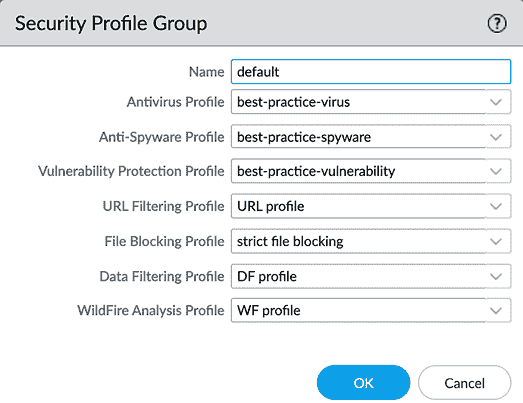 Security Profile Group ?
Name default
Antivirus Profile best-practice-virus
Anti-Spyware Profile best-practice-spyware
Vulnerability Protection Profile best-practice-vulnerability
URL Filtering Profile URL profile
File Blocking Profile strict file blocking
Data Filtering Profile DF profile
WildFire Analysis Profile WF profile
OK Cancel